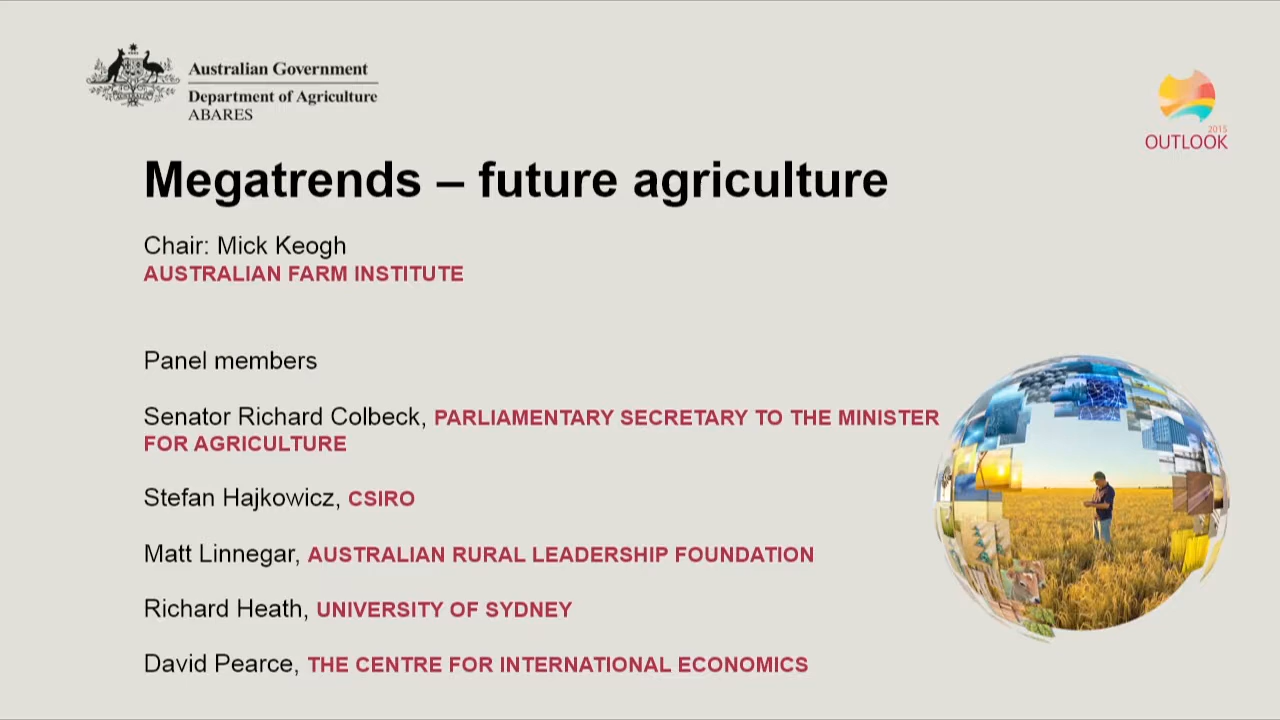 Australian Government
Department of Agriculture
ABARES
2015
OUTLOOK
Megatrends – future agriculture
Chair: Mick Keogh
AUSTRALIAN FARM INSTITUTE
Panel members
Senator Richard Colbeck, PARLIAMENTARY SECRETARY TO THE MINISTER
FOR AGRICULTURE
Stefan Hajkowicz, CSIRO
Matt Linnegar, AUSTRALIAN RURAL LEADERSHIP FOUNDATION
Richard Heath, UNIVERSITY OF SYDNEY
David Pearce, THE CENTRE FOR INTERNATIONAL ECONOMICS